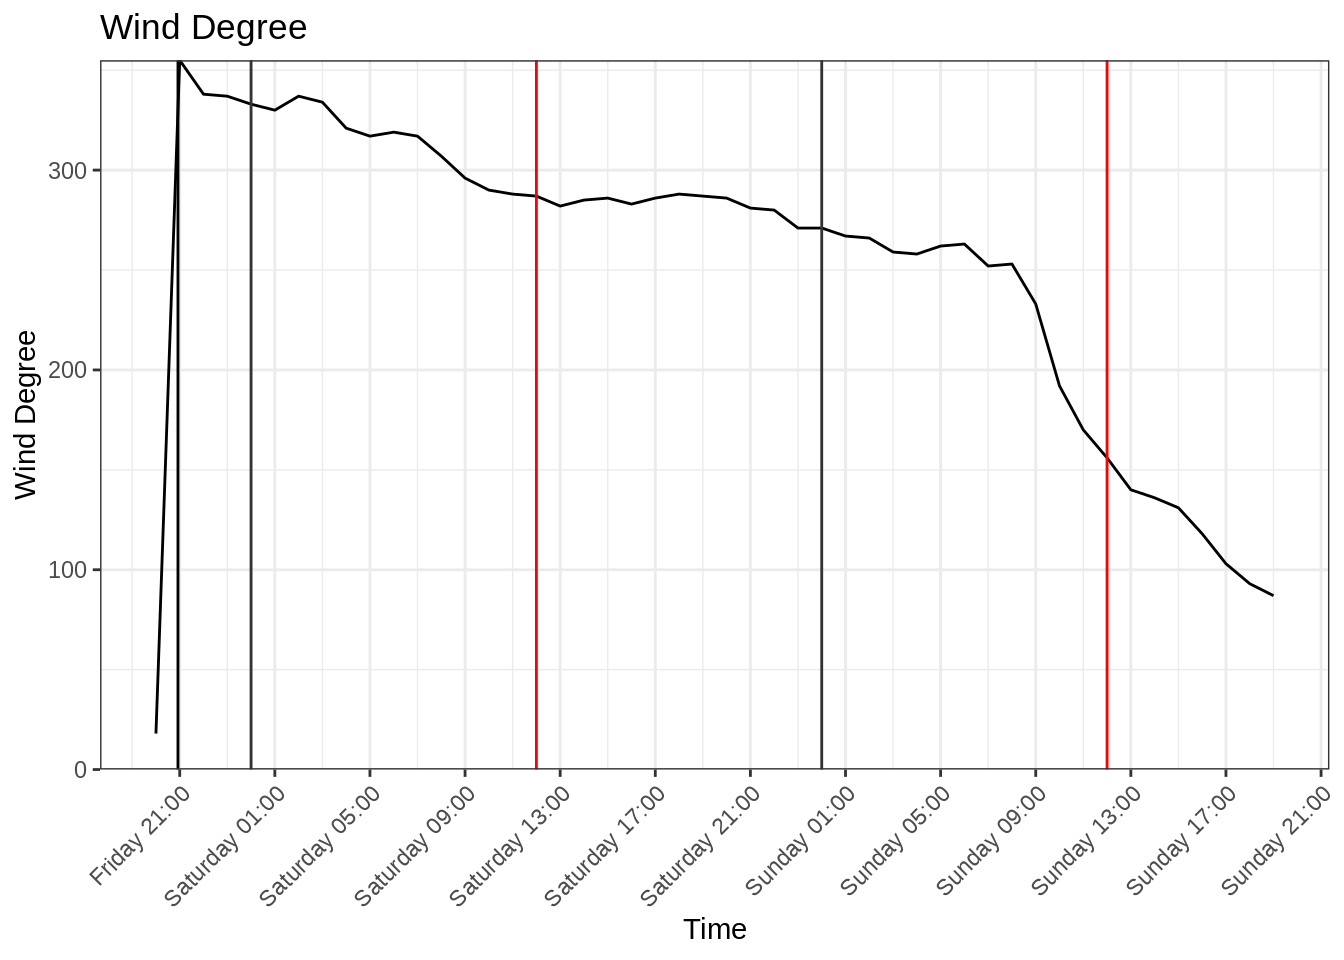 Wind Degree
Wind Degree
300
200
100
0
Friday 21:00
Saturday 01:00
Saturday 05:00
Saturday 09:00
Saturday 13:00
Saturday 17:00
Saturday 21:00
Sunday 01:00
Sunday 05:00
Sunday 09:00
Sunday 13:00
Sunday 17:00
Sunday 21:00
Time